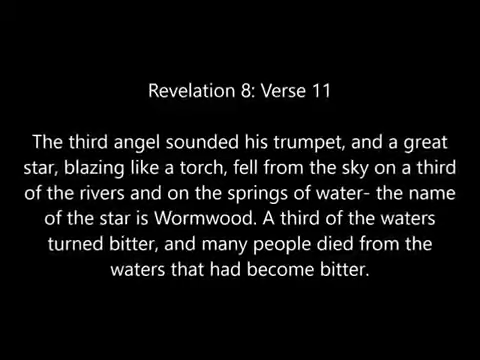 Revelation 8: Verse 11
The third angel sounded his trumpet, and a great
star, blazing like a torch, fell from the sky on a third
of the rivers and on the springs of water- the name
of the star is Wormwood. A third of the waters
turned bitter, and many people died from the
waters that had become bitter.